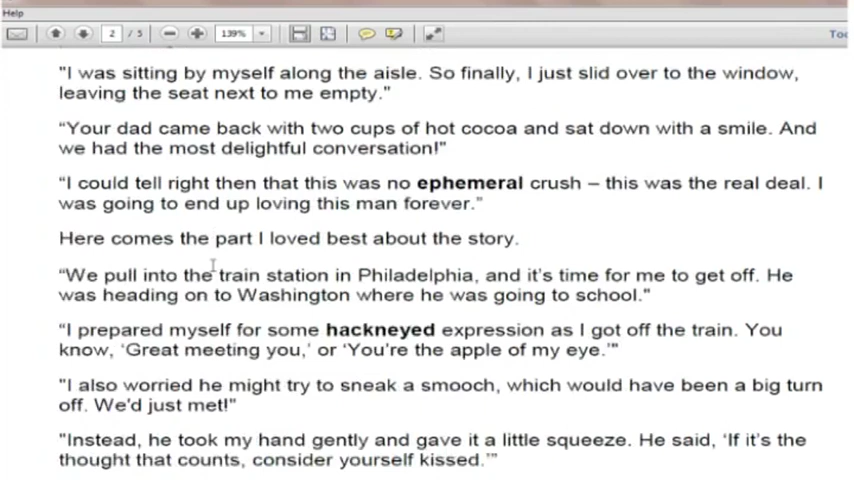 Help
2 / 5
139%
Too
"I was sitting by myself along the aisle. So finally, I just slid over to the window,
leaving the seat next to me empty."
“Your dad came back with two cups of hot cocoa and sat down with a smile. And
we had the most delightful conversation!"
“I could tell right then that this was no ephemeral crush – this was the real deal. I
was going to end up loving this man forever.”
Here comes the part I loved best about the story.
“We pull into the train station in Philadelphia, and it’s time for me to get off. He
was heading on to Washington where he was going to school."
“I prepared myself for some hackneyed expression as I got off the train. You
know, ‘Great meeting you,’ or ‘You’re the apple of my eye.’"
"I also worried he might try to sneak a smooch, which would have been a big turn
off. We'd just met!"
"Instead, he took my hand gently and gave it a little squeeze. He said, ‘If it’s the
thought that counts, consider yourself kissed.’”